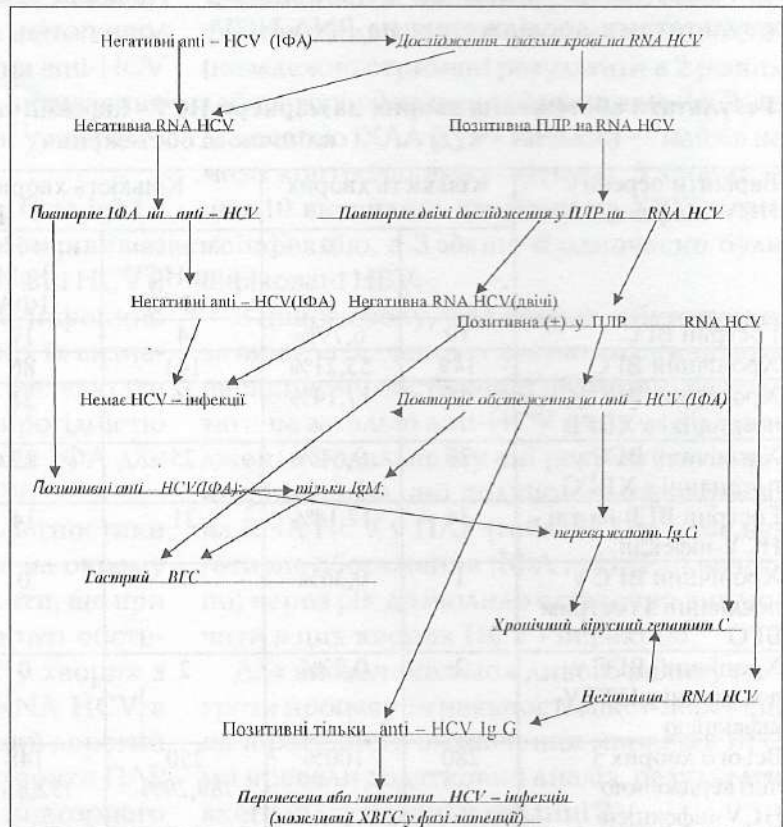 Негативні anti – HCV (ІФА) Дослідження плазми крові на RNA HCV
Негативна RNA HCV Позитивна ПЛР на RNA HCV
Повторне ІФА на anti – HCV Повторне двічі дослідження у ПЛР на RNA HCV
Негативні anti – HCV(ІФА) Негативна RNA HCV(двічі)
Позитивна (+) у ПЛР RNA HCV
Немає HCV – інфекції Повторне обстеження на anti – HCV (ІФА)
Позитивні anti HCV(ІФА); тільки IgM;
переважають Ig G
Гострий ВГС
Хронічний вірусний гепатит С
Негативна RNA HCV
Позитивні тільки anti – HCV Ig G
Перенесена або латентна HCV – інфекція
(можливий ХВГС у фазі латенції)